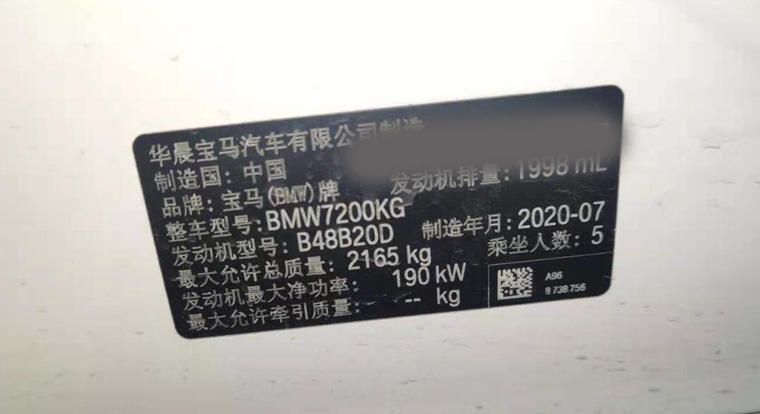 华晨宝马汽车有限公司制造
制造国：中国
品牌：宝马(BMW)牌
发动机排量：1998 mL
整车型号：BMW7200KG
制造年月：2020-07
发动机型号：B48B20D
乘坐人数：5
最大允许总质量：2165 kg
发动机最大净功率：190 kW
最大允许牵引质量：-- kg
A96
8 738 756